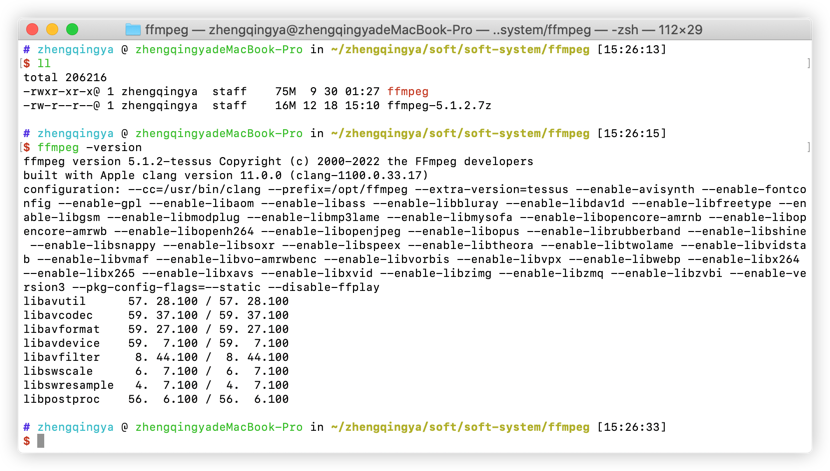 ffmpeg — zhengqingya@zhengqingyadeMacBook-Pro — ..system/ffmpeg — -zsh — 112×29
# zhengqingya @ zhengqingyadeMacBook-Pro in ~/zhengqingya/soft/soft-system/ffmpeg [15:26:13]
[$ ll ]
total 206216
-rwxr-xr-x@ 1 zhengqingya  staff    75M  9 30 01:27 ffmpeg
-rw-r--r--@ 1 zhengqingya  staff    16M 12 18 15:10 ffmpeg-5.1.2.7z
# zhengqingya @ zhengqingyadeMacBook-Pro in ~/zhengqingya/soft/soft-system/ffmpeg [15:26:15]
[$ ffmpeg -version ]
ffmpeg version 5.1.2-tessus Copyright (c) 2000-2022 the FFmpeg developers
built with Apple clang version 11.0.0 (clang-1100.0.33.17)
configuration: --cc=/usr/bin/clang --prefix=/opt/ffmpeg --extra-version=tessus --enable-avisynth --enable-fontco
nfig --enable-gpl --enable-libaom --enable-libass --enable-libbluray --enable-libdav1d --enable-libfreetype --en
able-libgsm --enable-libmodplug --enable-libmp3lame --enable-libmysofa --enable-libopencore-amrnb --enable-libop
encore-amrwb --enable-libopenh264 --enable-libopenjpeg --enable-libopus --enable-librubberband --enable-libshine
 --enable-libsnappy --enable-libsoxr --enable-libspeex --enable-libtheora --enable-libtwolame --enable-libvidsta
b --enable-libvmaf --enable-libvo-amrwbenc --enable-libvorbis --enable-libvpx --enable-libwebp --enable-libx264
--enable-libx265 --enable-libxavs --enable-libxvid --enable-libzimg --enable-libzmq --enable-libzvbi --enable-ve
rsion3 --pkg-config-flags=--static --disable-ffplay
libavutil      57. 28.100 / 57. 28.100
libavcodec     59. 37.100 / 59. 37.100
libavformat    59. 27.100 / 59. 27.100
libavdevice    59.  7.100 / 59.  7.100
libavfilter     8. 44.100 /  8. 44.100
libswscale      6.  7.100 /  6.  7.100
libswresample   4.  7.100 /  4.  7.100
libpostproc    56.  6.100 / 56.  6.100
# zhengqingya @ zhengqingyadeMacBook-Pro in ~/zhengqingya/soft/soft-system/ffmpeg [15:26:33]
$